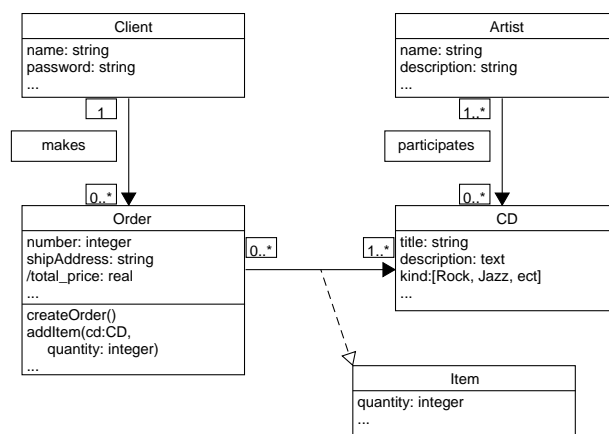 Client
name: string
password: string
...
Artist
name: string
description: string
...
1
1..*
makes
participates
0..*
0..*
Order
number: integer
shipAddress: string
/total_price: real
...
createOrder()
addItem(cd:CD,
quantity: integer)
...
0..*
1..*
CD
title: string
description: text
kind:[Rock, Jazz, ect]
...
Item
quantity: integer
...